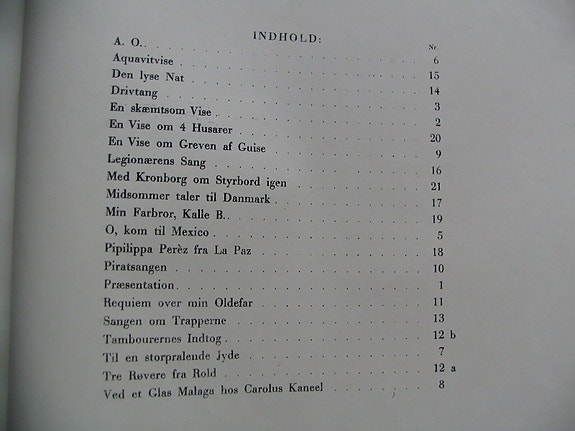 INDHOLD:
Nr.
A. O.. 6
Aquavitvise 15
Den lyse Nat 14
Drivtang 3
En skæmtsom Vise 2
En Vise om 4 Husarer 20
En Vise om Greven af Guise 9
Legionærens Sang 16
Med Kronborg om Styrbord igen 21
Midsommer taler til Danmark 17
Min Farbror, Kalle B.. 19
O, kom til Mexico 5
Pipilippa Perèz fra La Paz 18
Piratsangen 10
Præsentation 1
Requiem over min Oldefar 11
Sangen om Trapperne 13
Tambourernes Indtog 12 b
Til en storpralende Jyde 7
Tre Røvere fra Rold 12 a
Ved et Glas Malaga hos Carolus Kaneel 8